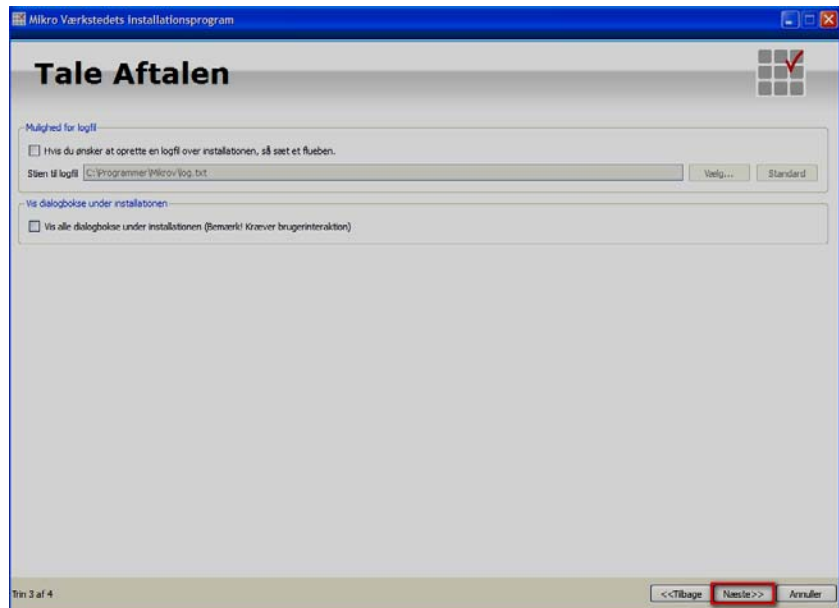 Mikro Værkstedets Installationsprogram
Tale Aftalen
Mulighed for logfil
Hvis du ønsker at oprette en logfil over installationen, så sæt et flueben.
Stien til logfil C:\Programmer\Mikrov\log.txt Vælg... Standard
Vis dialogbokse under installationen
Vis alle dialogbokse under installationen (Bemærk! Kræver brugerinteraktion)
Trin 3 af 4 <<Tilbage Næste>> Annuller